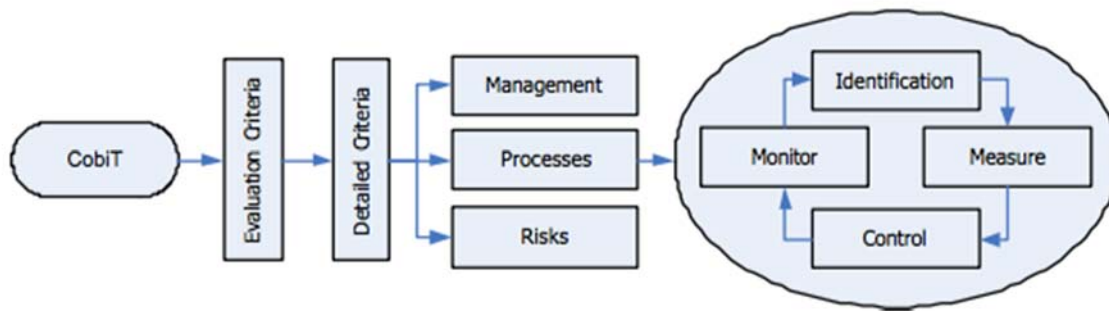 CobiT
Evaluation Criteria
Detailed Criteria
Management
Processes
Risks
Identification
Monitor
Measure
Control